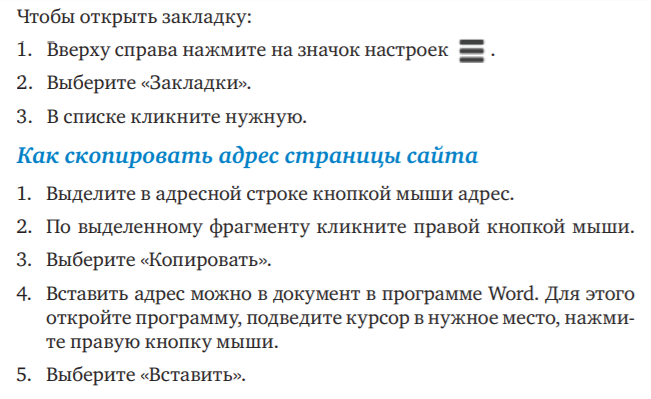 Чтобы открыть закладку:
1. Вверху справа нажмите на значок настроек .
2. Выберите «Закладки».
3. В списке кликните нужную.
Как скопировать адрес страницы сайта
1. Выделите в адресной строке кнопкой мыши адрес.
2. По выделенному фрагменту кликните правой кнопкой мыши.
3. Выберите «Копировать».
4. Вставить адрес можно в документ в программе Word. Для этого
откройте программу, подведите курсор в нужное место, нажми-
те правую кнопку мыши.
5. Выберите «Вставить».